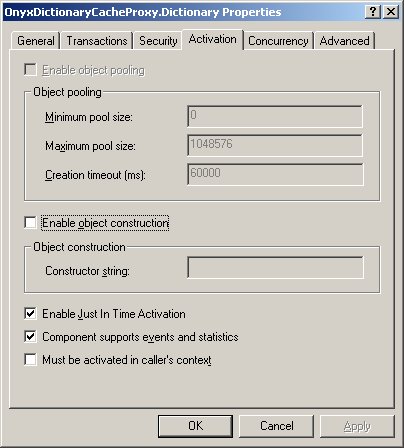 OnyxDictionaryCacheProxy.Dictionary Properties
General Transactions Security Activation Concurrency Advanced
Enable object pooling
Object pooling
Minimum pool size: 0
Maximum pool size: 1048576
Creation timeout (ms): 60000
Enable object construction
Object construction
Constructor string:
Enable Just In Time Activation
Component supports events and statistics
Must be activated in caller's context
OK Cancel Apply